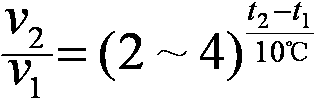 v₂/v₁ = (2 ~ 4)^((t₂−t₁)/10℃)